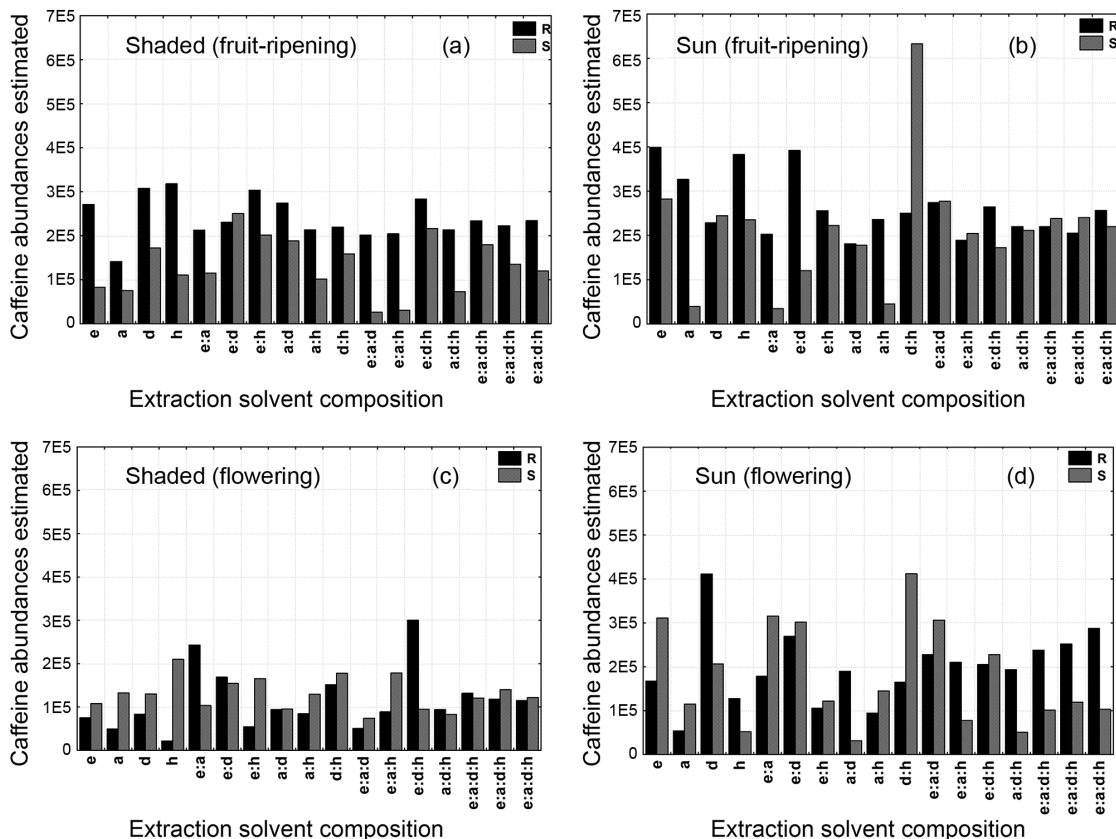 Caffeine abundances estimated
7E5
6E5
5E5
4E5
3E5
2E5
1E5
0
Shaded (fruit-ripening) (a)
R
S
e a d h e:a e:d e:h a:d a:h d:h e:a:d e:a:h e:d:h a:d:h e:a:d:h e:a:d:h e:a:d:h
Extraction solvent composition
Caffeine abundances estimated
7E5
6E5
5E5
4E5
3E5
2E5
1E5
0
Sun (fruit-ripening) (b)
R
S
e a d h e:a e:d e:h a:d a:h d:h e:a:d e:a:h e:d:h a:d:h e:a:d:h e:a:d:h e:a:d:h
Extraction solvent composition
Caffeine abundances estimated
7E5
6E5
5E5
4E5
3E5
2E5
1E5
0
Shaded (flowering) (c)
R
S
e a d h e:a e:d e:h a:d a:h d:h e:a:d e:a:h e:d:h a:d:h e:a:d:h e:a:d:h e:a:d:h
Extraction solvent composition
Caffeine abundances estimated
7E5
6E5
5E5
4E5
3E5
2E5
1E5
0
Sun (flowering) (d)
R
S
e a d h e:a e:d e:h a:d a:h d:h e:a:d e:a:h e:d:h a:d:h e:a:d:h e:a:d:h e:a:d:h
Extraction solvent composition